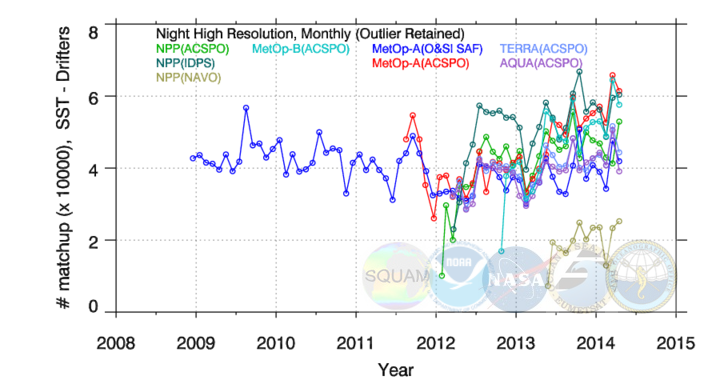 Night High Resolution, Monthly (Outlier Retained)
NPP(ACSPO) MetOp-B(ACSPO) MetOp-A(O&SI SAF) TERRA(ACSPO)
NPP(IDPS) MetOp-A(ACSPO) AQUA(ACSPO)
NPP(NAVO)
# matchup (x 10000), SST - Drifters
8
6
4
2
0
SQUAM
NOAA
NASA
EUMETSAT
2008 2009 2010 2011 2012 2013 2014 2015
Year